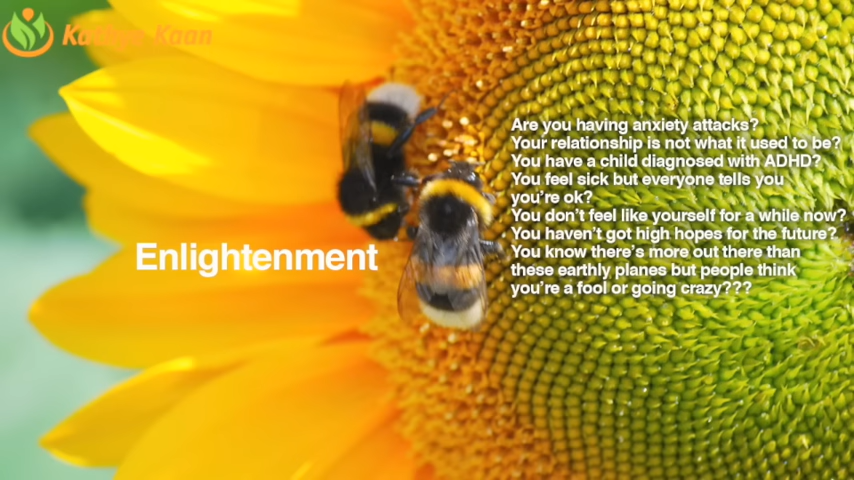 Kathya Kaan
Enlightenment
Are you having anxiety attacks?
Your relationship is not what it used to be?
You have a child diagnosed with ADHD?
You feel sick but everyone tells you
you're ok?
You don't feel like yourself for a while now?
You haven't got high hopes for the future?
You know there's more out there than
these earthly planes but people think
you're a fool or going crazy???